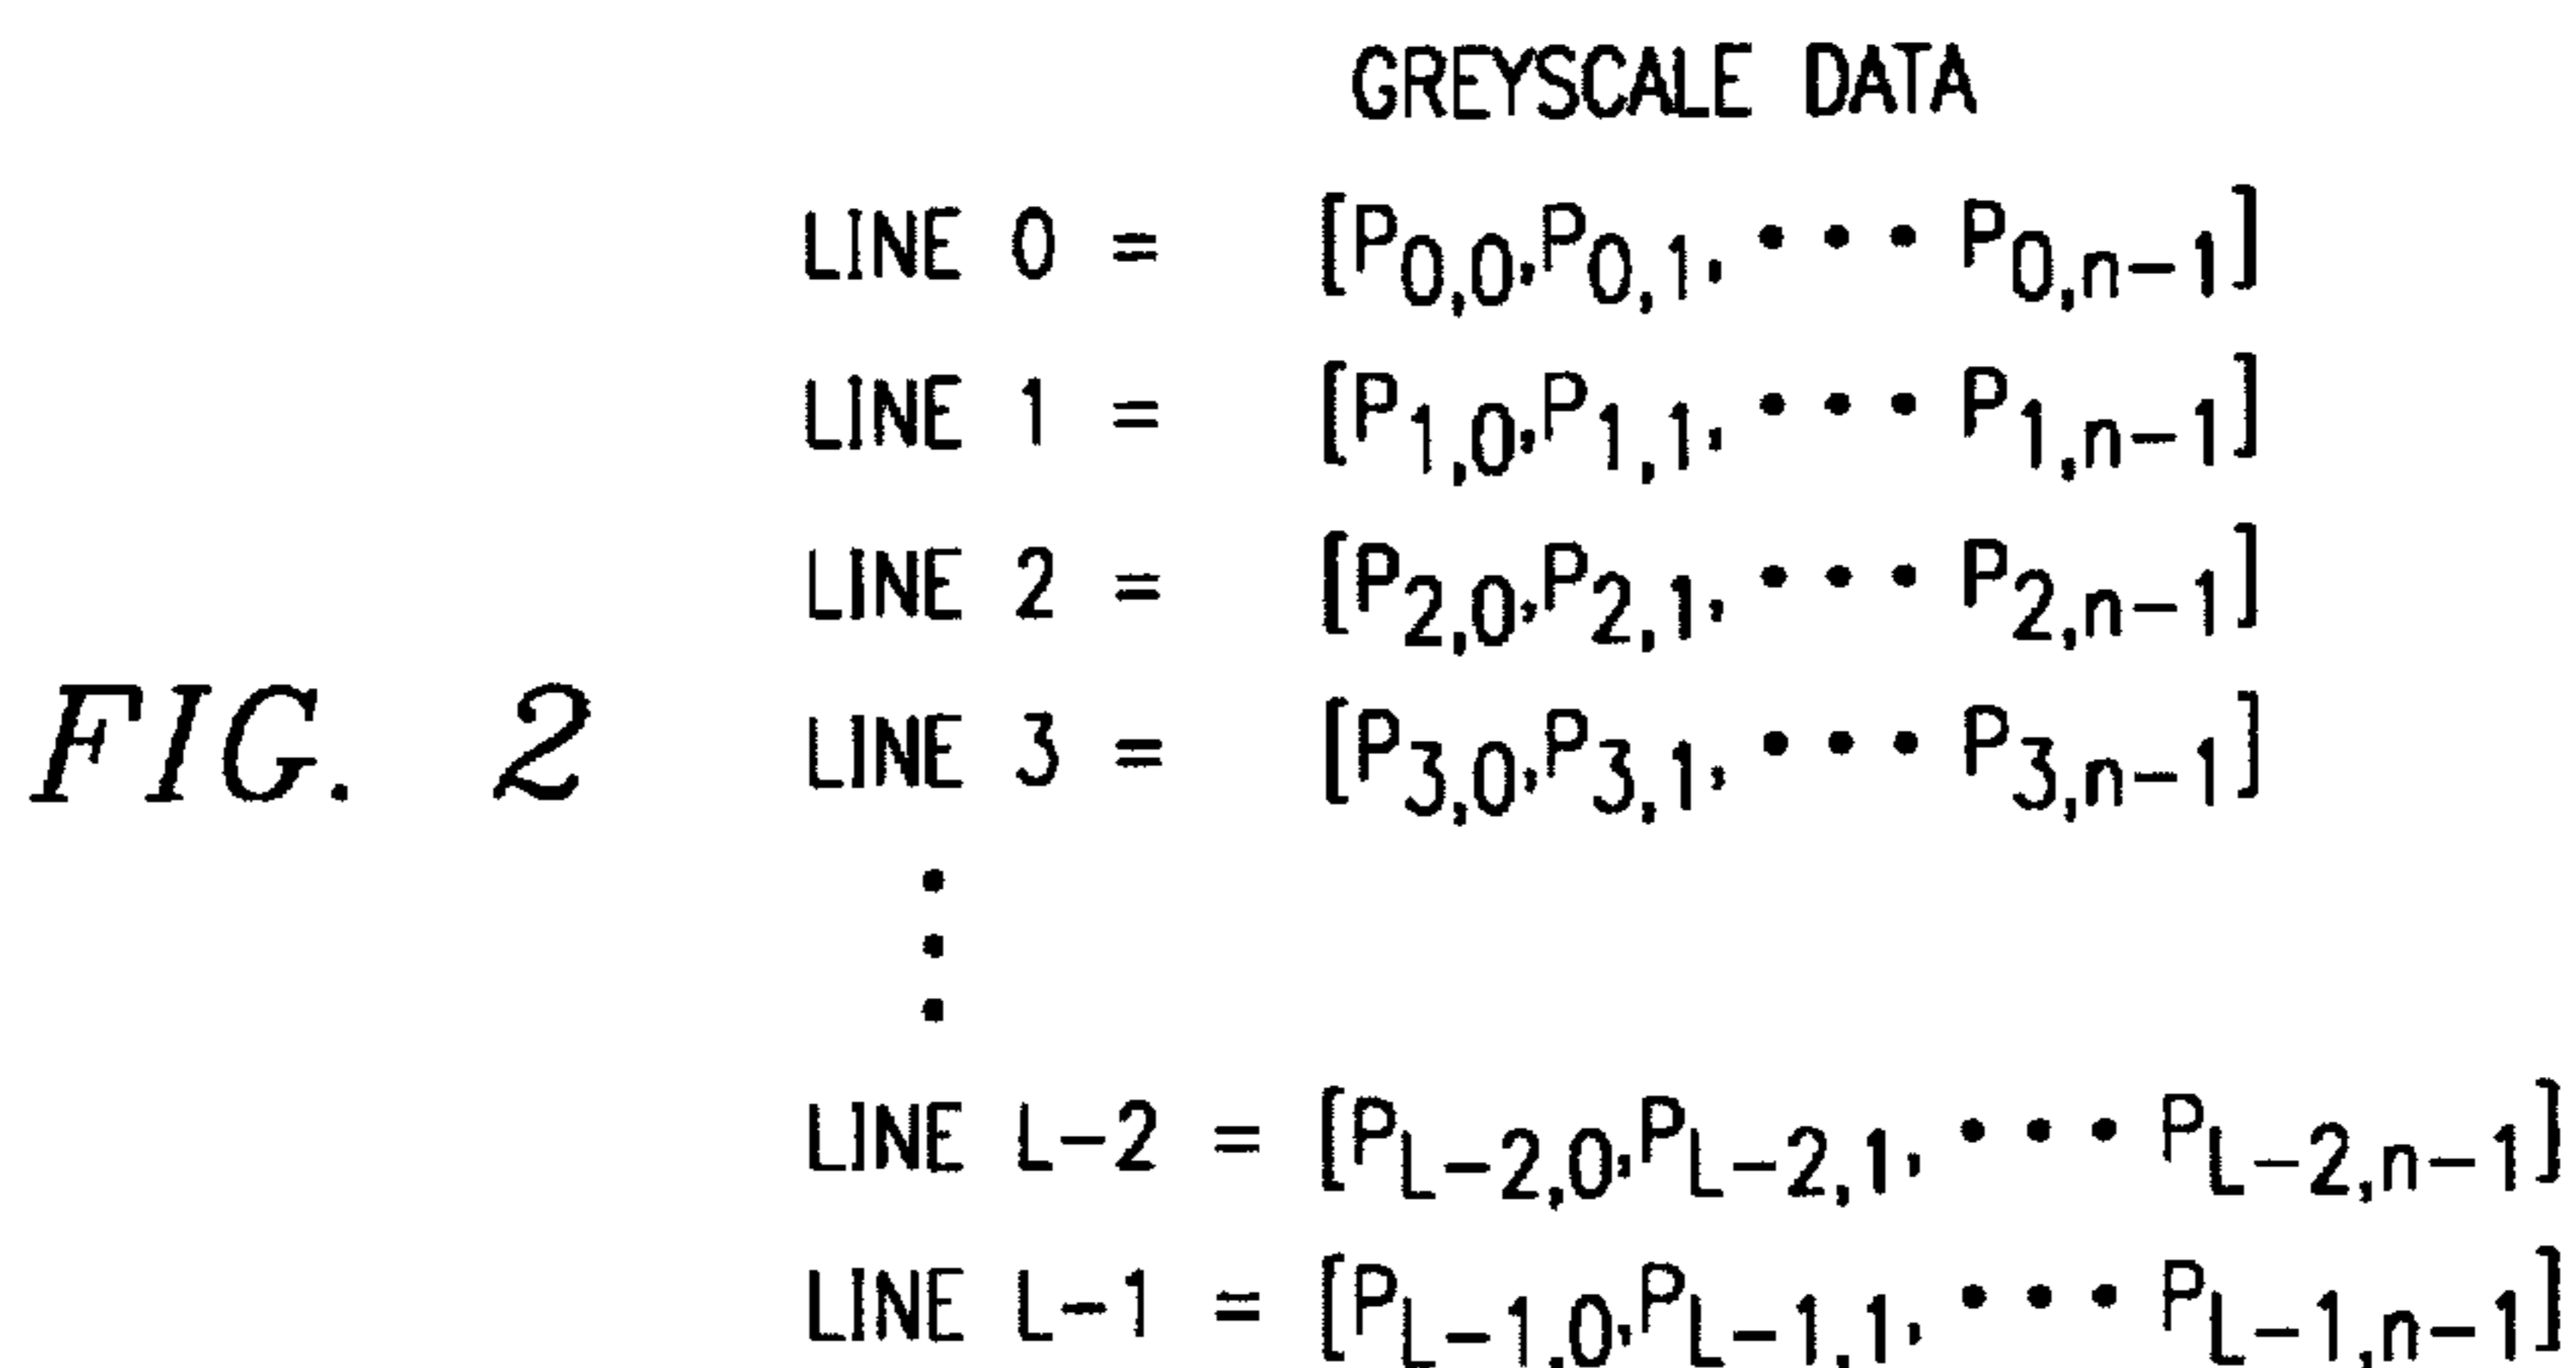 GREYSCALE DATA
LINE 0 = [P0,0,P0,1, • • • P0,n-1]
LINE 1 = [P1,0,P1,1, • • • P1,n-1]
LINE 2 = [P2,0,P2,1, • • • P2,n-1]
FIG. 2
LINE 3 = [P3,0,P3,1, • • • P3,n-1]
•
•
•
LINE L-2 = [PL-2,0,PL-2,1, • • • PL-2,n-1]
LINE L-1 = [PL-1,0,PL-1,1, • • • PL-1,n-1]